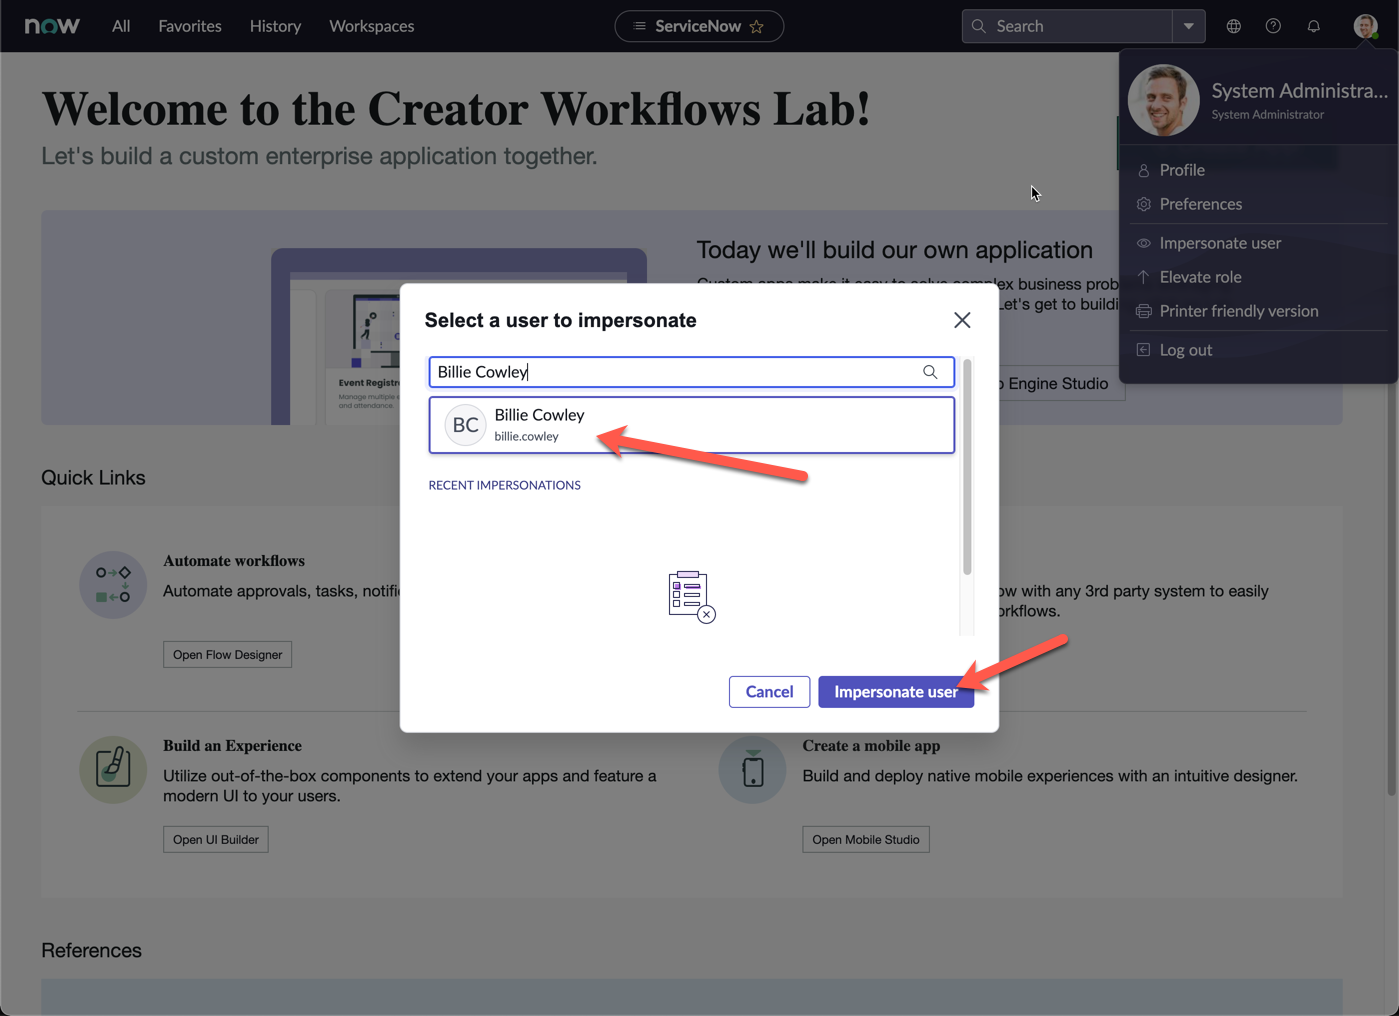 now
All
Favorites
History
Workspaces
ServiceNow
Search
System Administra...
System Administrator
Profile
Preferences
Impersonate user
Elevate role
Printer friendly version
Log out
Welcome to the Creator Workflows Lab!
Let's build a custom enterprise application together.
Today we'll build our own application
Custom apps make it easy to solve complex business prob
Let's get to buildi
Engine Studio
Event Registr
Manage multiple e
and attendance.
Select a user to impersonate
Billie Cowley
BC
Billie Cowley
billie.cowley
RECENT IMPERSONATIONS
Cancel
Impersonate user
Quick Links
Automate workflows
Automate approvals, tasks, notifi
Open Flow Designer
ow with any 3rd party system to easily
orkflows.
Build an Experience
Utilize out-of-the-box components to extend your apps and feature a
modern UI to your users.
Open UI Builder
Create a mobile app
Build and deploy native mobile experiences with an intuitive designer.
Open Mobile Studio
References